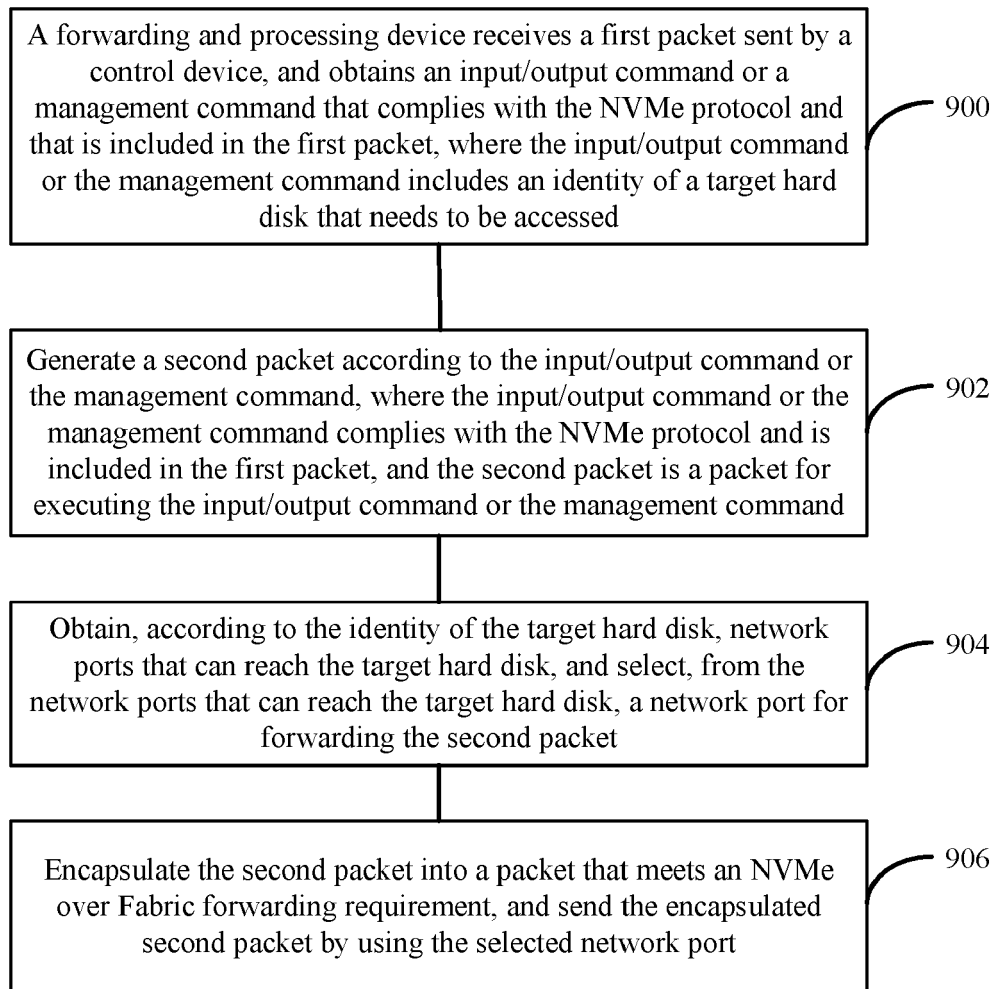 A forwarding and processing device receives a first packet sent by a
control device, and obtains an input/output command or a
management command that complies with the NVMe protocol and
that is included in the first packet, where the input/output command
or the management command includes an identity of a target hard
disk that needs to be accessed
900
Generate a second packet according to the input/output command or
the management command, where the input/output command or the
management command complies with the NVMe protocol and is
included in the first packet, and the second packet is a packet for
executing the input/output command or the management command
902
Obtain, according to the identity of the target hard disk, network
ports that can reach the target hard disk, and select, from the
network ports that can reach the target hard disk, a network port for
forwarding the second packet
904
Encapsulate the second packet into a packet that meets an NVMe
over Fabric forwarding requirement, and send the encapsulated
second packet by using the selected network port
906